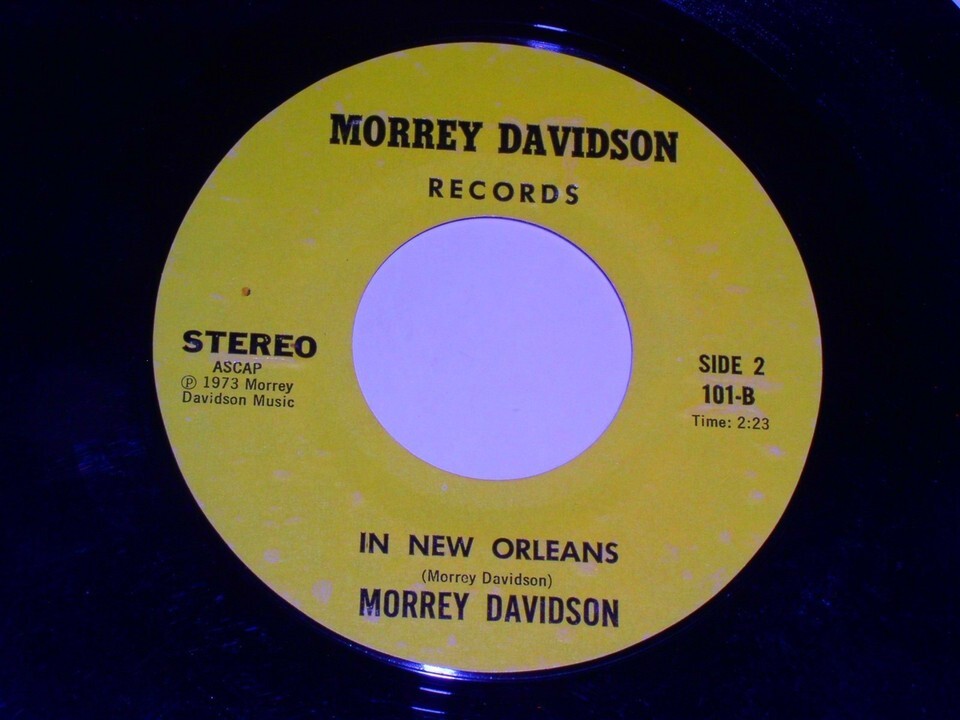 MORREY DAVIDSON
RECORDS
STEREO
ASCAP
Ⓟ 1973 Morrey
Davidson Music
SIDE 2
101-B
Time: 2:23
IN NEW ORLEANS
(Morrey Davidson)
MORREY DAVIDSON